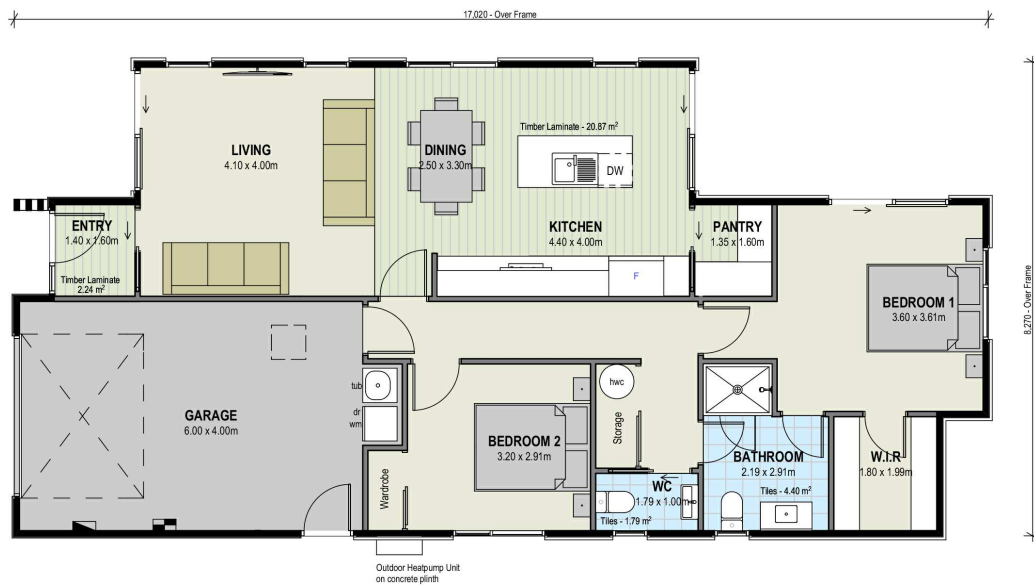 17,020 - Over Frame
LIVING
4.10 x 4.00m
DINING
2.50 x 3.30m
Timber Laminate - 20.87 m²
DW
KITCHEN
4.40 x 4.00m
F
ENTRY
1.40 x 1.60m
Timber Laminate
2.24 m²
PANTRY
1.35 x 1.60m
BEDROOM 1
3.60 x 3.61m
8,270 - Over Frame
GARAGE
6.00 x 4.00m
tub
dr
wm
Wardrobe
BEDROOM 2
3.20 x 2.91m
hwc
Storage
WC
1.79 x 1.00m
Tiles - 1.79 m²
BATHROOM
2.19 x 2.91m
Tiles - 4.40 m²
W.I.R
1.80 x 1.99m
Outdoor Heatpump Unit
on concrete plinth